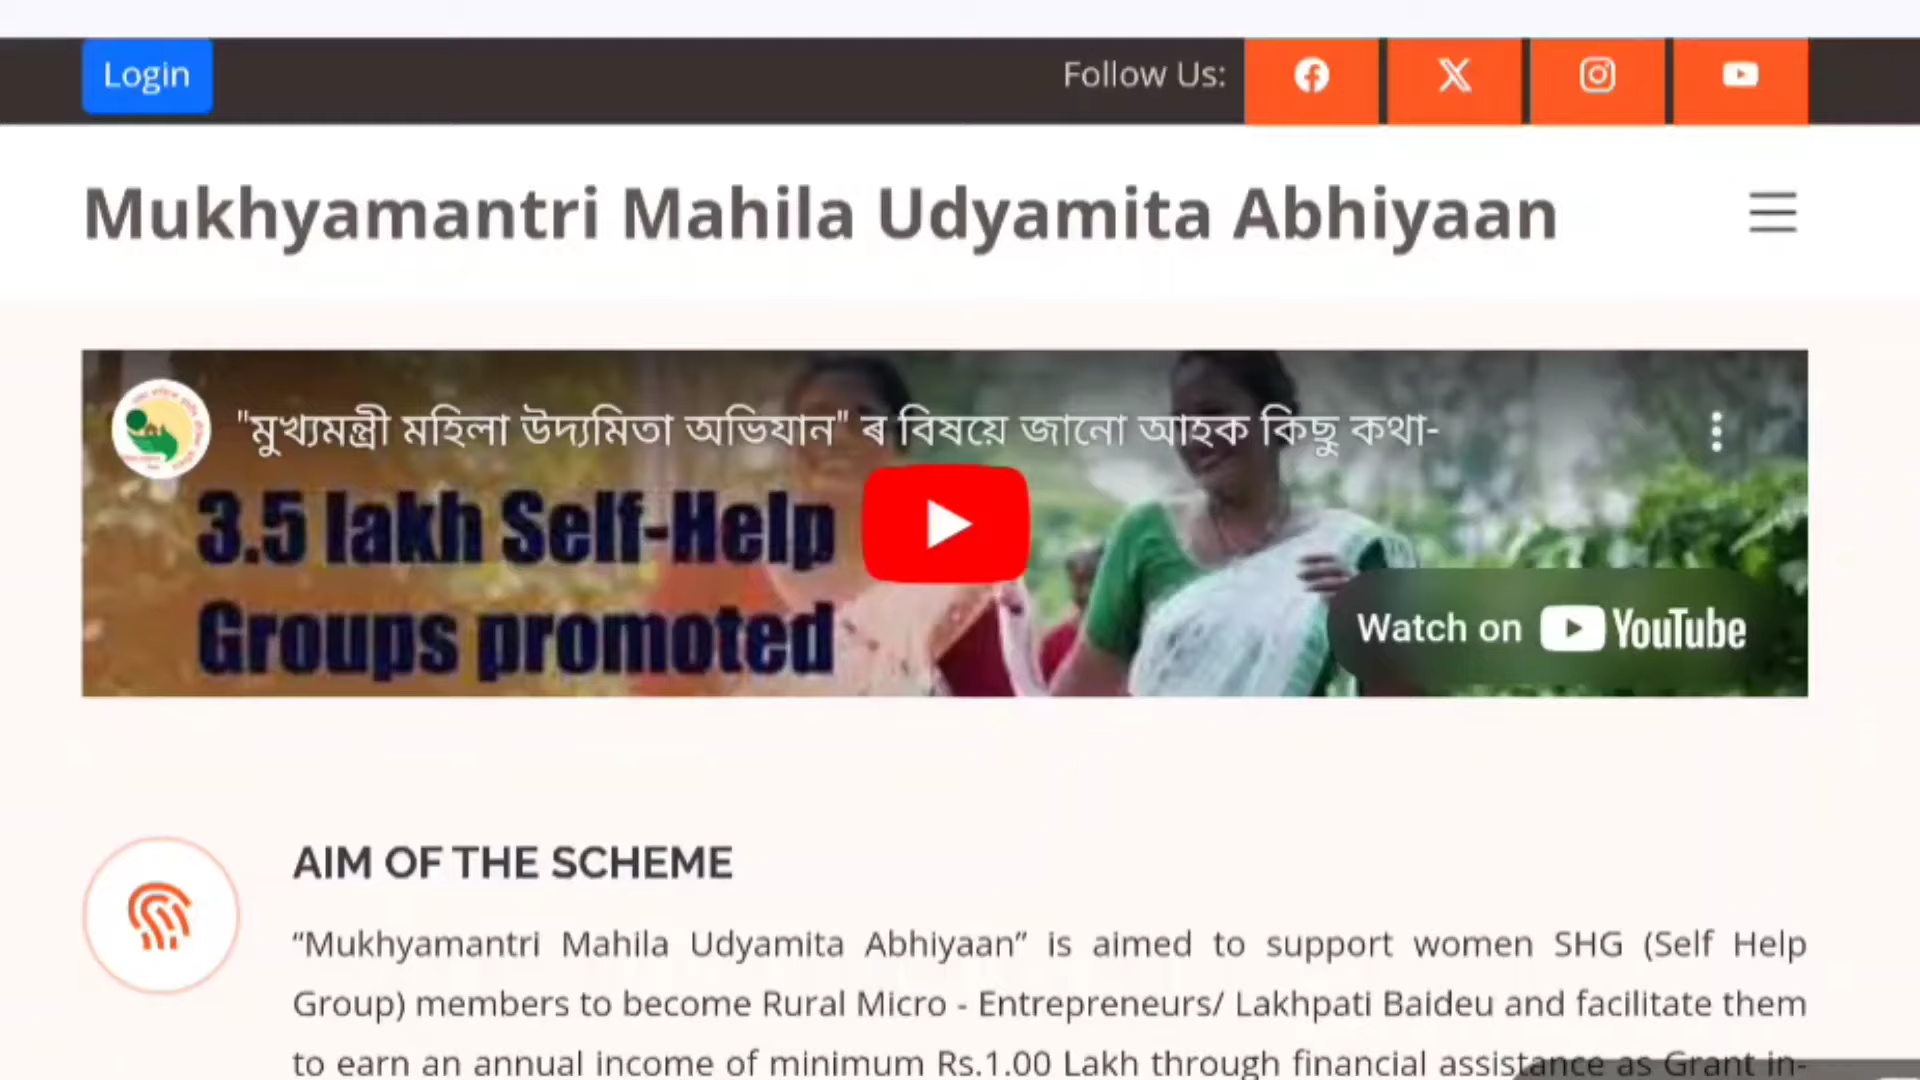 Login
Follow Us:
Mukhyamantri Mahila Udyamita Abhiyaan
"মুখ্যমন্ত্ৰী মহিলা উদ্যমিতা অভিযান" ৰ বিষয়ে জানো আহক কিছু কথা-
3.5 lakh Self-Help
Groups promoted
Watch on YouTube
AIM OF THE SCHEME
“Mukhyamantri Mahila Udyamita Abhiyaan” is aimed to support women SHG (Self Help
Group) members to become Rural Micro - Entrepreneurs/ Lakhpati Baideu and facilitate them
to earn an annual income of minimum Rs.1.00 Lakh through financial assistance as Grant in-